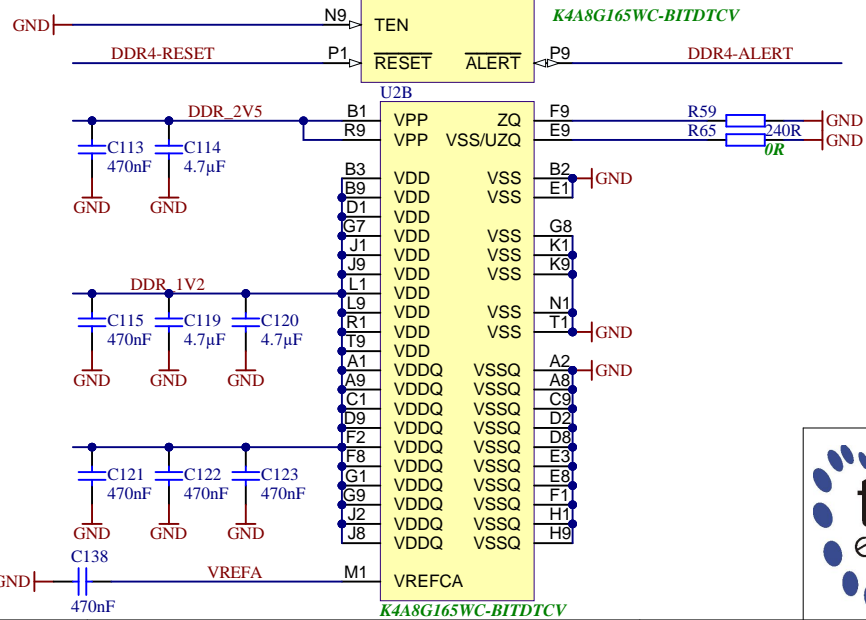 N9
K4A8G165WC-BITDTCV
GND
TEN
DDR4-RESET
P1
RESET
ALERT
P9
DDR4-ALERT
U2B
DDR_2V5
B1
VPP
ZQ
F9
R59
GND
R9
VPP
VSS/UZQ
E9
R65
240R
GND
0R
C113
470nF
C114
4.7µF
GND
GND
B3
VDD
VSS
B2
GND
B9
VDD
VSS
E1
D1
VDD
G7
VDD
VSS
G8
J1
VDD
VSS
K1
J9
VDD
VSS
K9
DDR_1V2
L1
VDD
L9
VDD
VSS
N1
R1
VDD
VSS
T1
GND
T9
VDD
C115
470nF
C119
4.7µF
C120
4.7µF
GND
GND
GND
A1
VDDQ
VSSQ
A2
GND
A9
VDDQ
VSSQ
A8
C1
VDDQ
VSSQ
C9
D9
VDDQ
VSSQ
D2
F2
VDDQ
VSSQ
D8
F8
VDDQ
VSSQ
E3
G1
VDDQ
VSSQ
E8
G9
VDDQ
VSSQ
F1
J2
VDDQ
VSSQ
H1
J8
VDDQ
VSSQ
H9
C121
470nF
C122
470nF
C123
470nF
GND
GND
GND
C138
GND
470nF
VREFA
M1
VREFCA
K4A8G165WC-BITDTCV